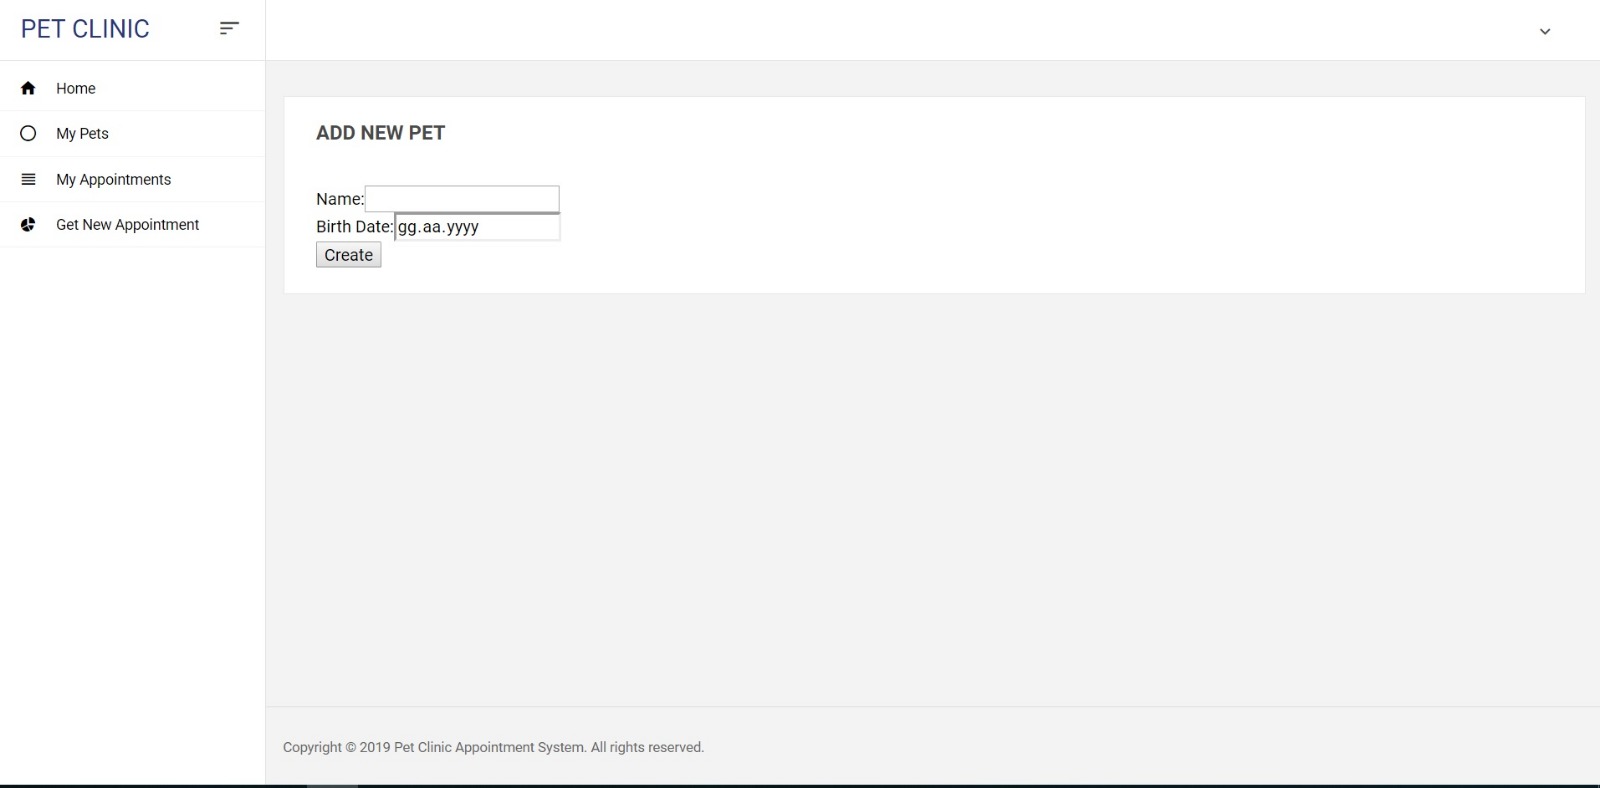 PET CLINIC
Home
My Pets
My Appointments
Get New Appointment
ADD NEW PET
Name:
Birth Date: gg.aa.yyyy
Create
Copyright © 2019 Pet Clinic Appointment System. All rights reserved.